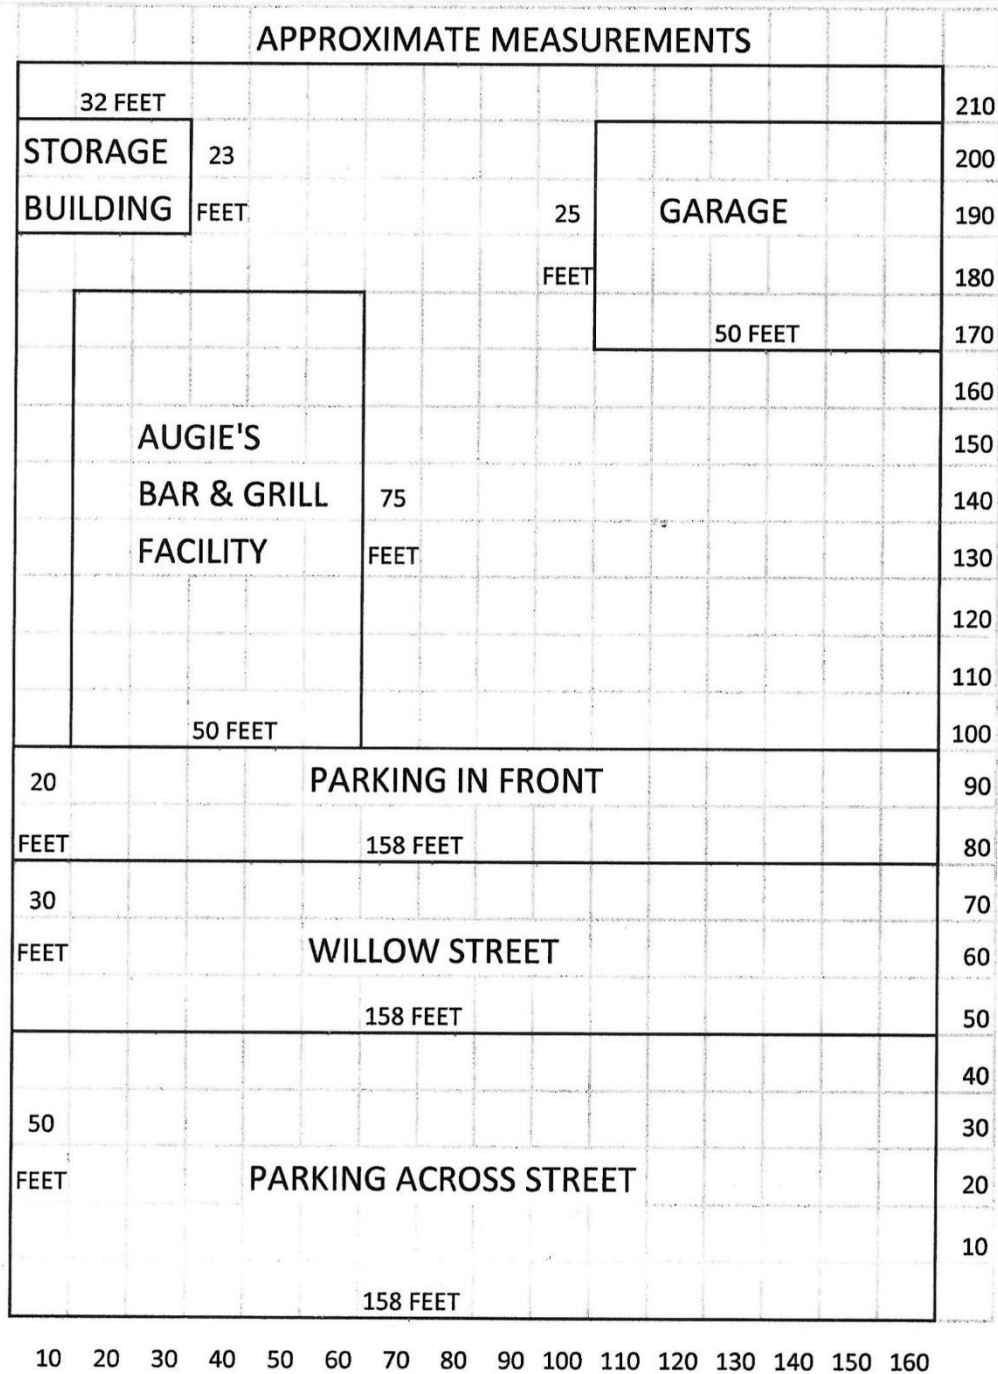 APPROXIMATE MEASUREMENTS
32 FEET
210
STORAGE 23
200
BUILDING FEET
25 GARAGE
190
FEET
180
50 FEET
170
160
AUGIE'S
150
BAR & GRILL 75
140
FACILITY FEET
130
120
110
50 FEET
100
20 PARKING IN FRONT
90
FEET 158 FEET
80
30
70
FEET WILLOW STREET
60
158 FEET
50
40
50
30
FEET PARKING ACROSS STREET
20
10
158 FEET
10 20 30 40 50 60 70 80 90 100 110 120 130 140 150 160